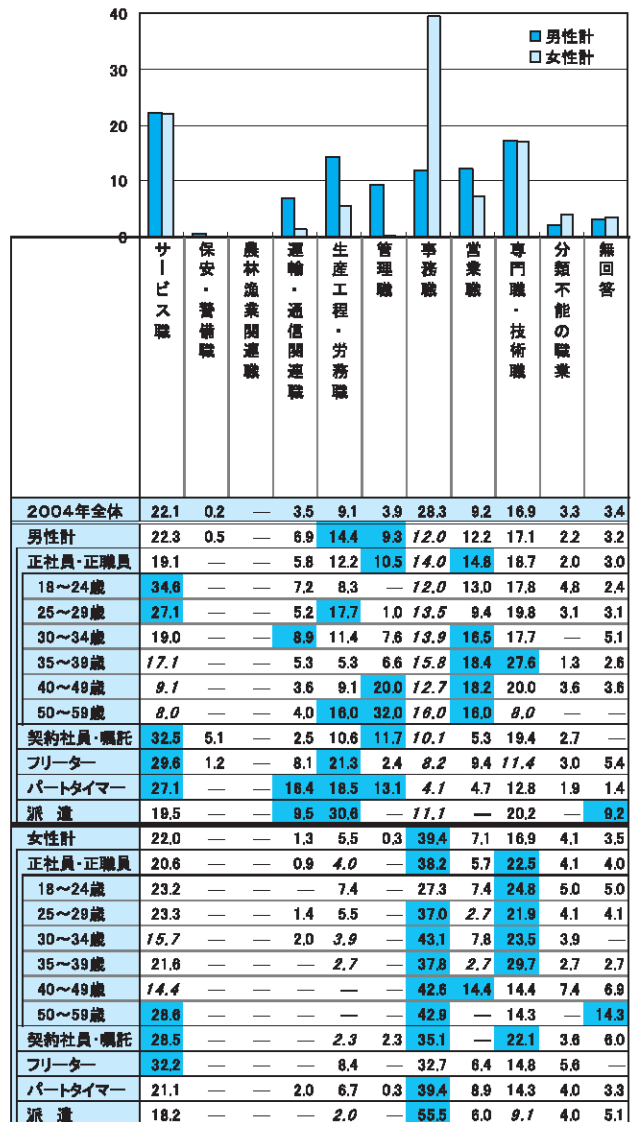 40
30
20
10
0
男性計
女性計
サービス職
保安・警備職
農林漁業関連職
運輸・通信関連職
生産工程・労務職
管理職
事務職
営業職
専門職・技術職
分類不能の職業
無回答
2004年全体 22.1 0.2 — 3.5 9.1 3.9 28.3 9.2 16.9 3.3 3.4
男性計 22.3 0.5 — 6.9 14.4 9.3 12.0 12.2 17.1 2.2 3.2
正社員・正職員 19.1 — — 5.8 12.2 10.5 14.0 14.8 18.7 2.0 3.0
18〜24歳 34.6 — — 7.2 8.3 — 12.0 13.0 17.8 4.8 2.4
25〜29歳 27.1 — — 5.2 17.7 1.0 13.5 9.4 19.8 3.1 3.1
30〜34歳 19.0 — — 8.9 11.4 7.6 13.9 16.5 17.7 — 5.1
35〜39歳 17.1 — — 5.3 5.3 6.6 15.8 18.4 27.6 1.3 2.6
40〜49歳 9.1 — — 3.6 9.1 20.0 12.7 18.2 20.0 3.6 3.6
50〜59歳 8.0 — — 4.0 16.0 32.0 16.0 16.0 8.0 — —
契約社員・嘱託 32.5 5.1 — 2.5 10.6 11.7 10.1 5.3 19.4 2.7 —
フリーター 29.6 1.2 — 8.1 21.3 2.4 8.2 9.4 11.4 3.0 5.4
パートタイマー 27.1 — — 16.4 18.5 13.1 4.1 4.7 12.8 1.9 1.4
派 遣 19.5 — — 9.5 30.6 — 11.1 — 20.2 — 9.2
女性計 22.0 — — 1.3 5.5 0.3 39.4 7.1 16.9 4.1 3.5
正社員・正職員 20.6 — — 0.9 4.0 — 38.2 5.7 22.5 4.1 4.0
18〜24歳 23.2 — — — 7.4 — 27.3 7.4 24.8 5.0 5.0
25〜29歳 23.3 — — 1.4 5.5 — 37.0 2.7 21.9 4.1 4.1
30〜34歳 15.7 — — 2.0 3.9 — 43.1 7.8 23.5 3.9 —
35〜39歳 21.6 — — — 2.7 — 37.8 2.7 29.7 2.7 2.7
40〜49歳 14.4 — — — — — 42.6 14.4 14.4 7.4 6.9
50〜59歳 28.6 — — — — — 42.9 — 14.3 — 14.3
契約社員・嘱託 28.5 — — — 2.3 2.3 35.1 — 22.1 3.6 6.0
フリーター 32.2 — — — 8.4 — 32.7 6.4 14.8 5.6 —
パートタイマー 21.1 — — 2.0 6.7 0.3 39.4 8.9 14.3 4.0 3.3
派 遣 18.2 — — — 2.0 — 55.5 6.0 9.1 4.0 5.1